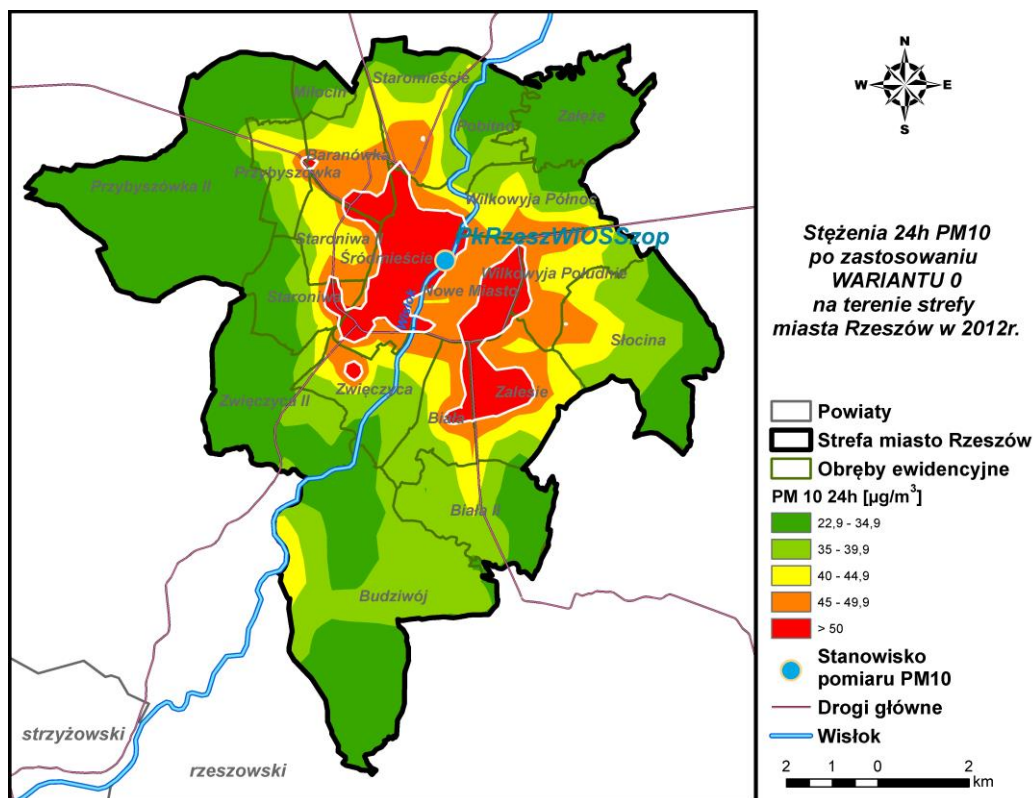 Staromieście
Miłocin
Pobitno
Załęże
Baranówka
Przybyszówka
Przybyszówka II
Wilkowyja Północ
Staroniwa II
PkRzeszWIOSSzop
Śródmieście
Wilkowyja Południe
Staroniwa
Nowe Miasto
Wisłok
Słocina
Zwięczyca
Zalesie
Zwięczyca II
Biała
Biała II
Budziwój
strzyżowski
rzeszowski
N
W E
S
Stężenia 24h PM10
po zastosowaniu
WARIANTU 0
na terenie strefy
miasta Rzeszów w 2012r.
Powiaty
Strefa miasto Rzeszów
Obręby ewidencyjne
PM 10 24h [µg/m³]
22,9 - 34,9
35 - 39,9
40 - 44,9
45 - 49,9
> 50
Stanowisko
pomiaru PM10
Drogi główne
Wisłok
2 1 0 2
km